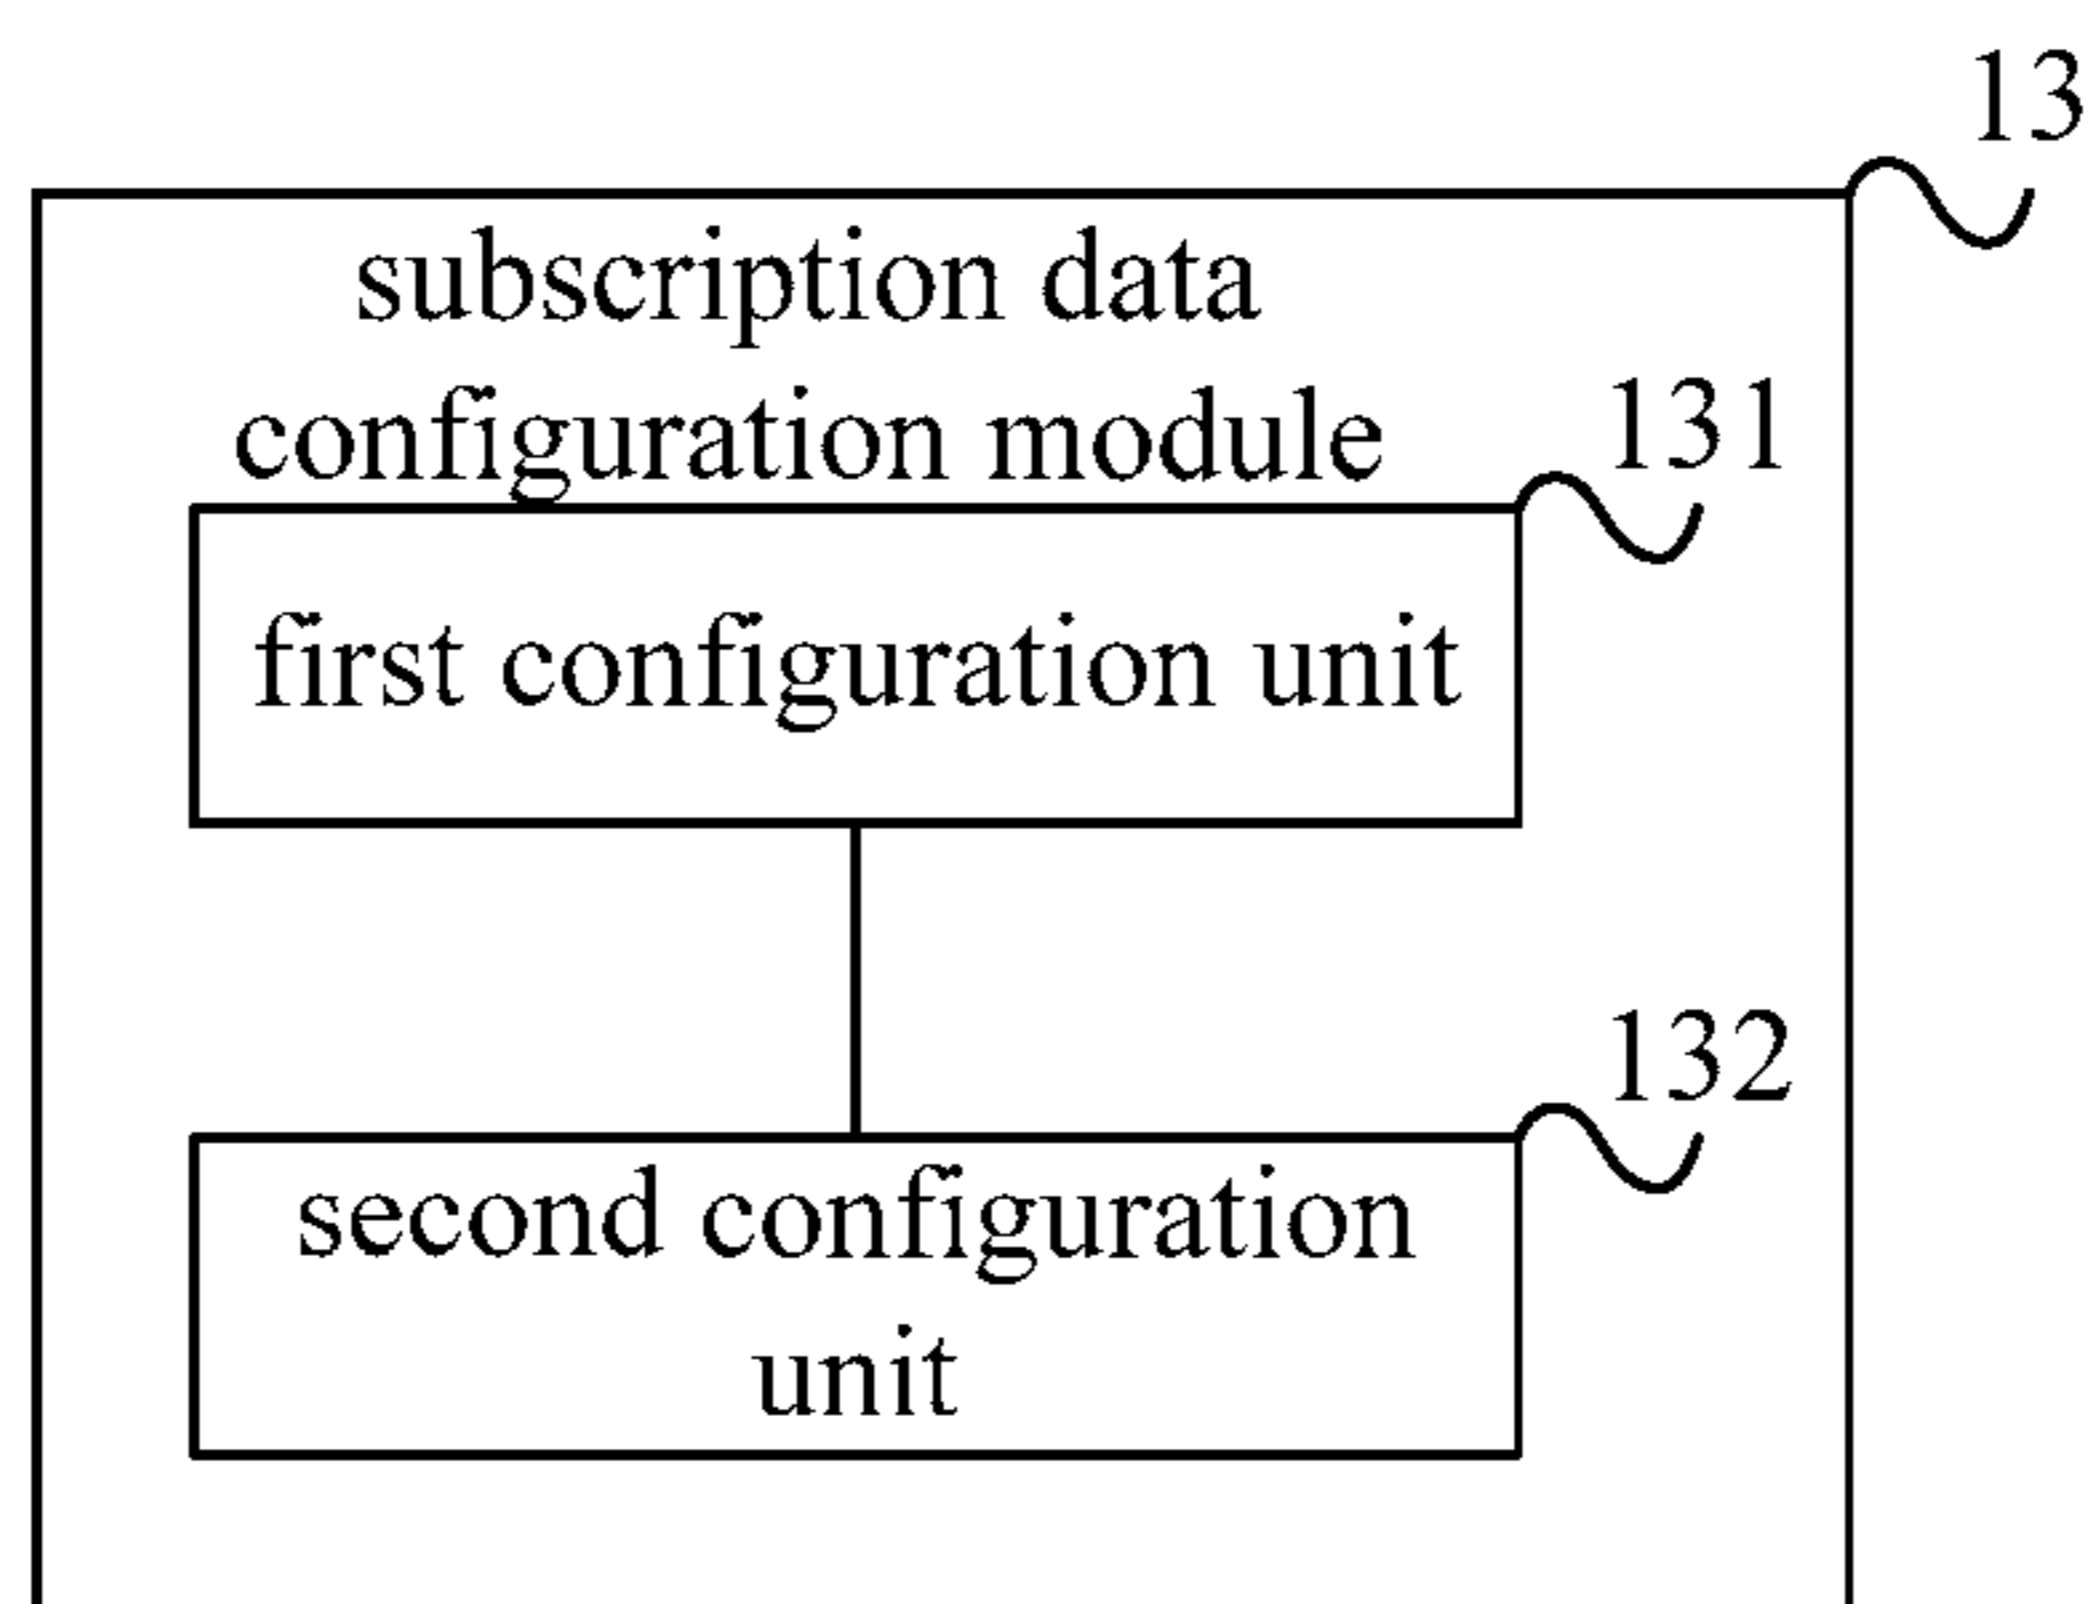 13
subscription data
configuration module
131
first configuration unit
132
second configuration
unit